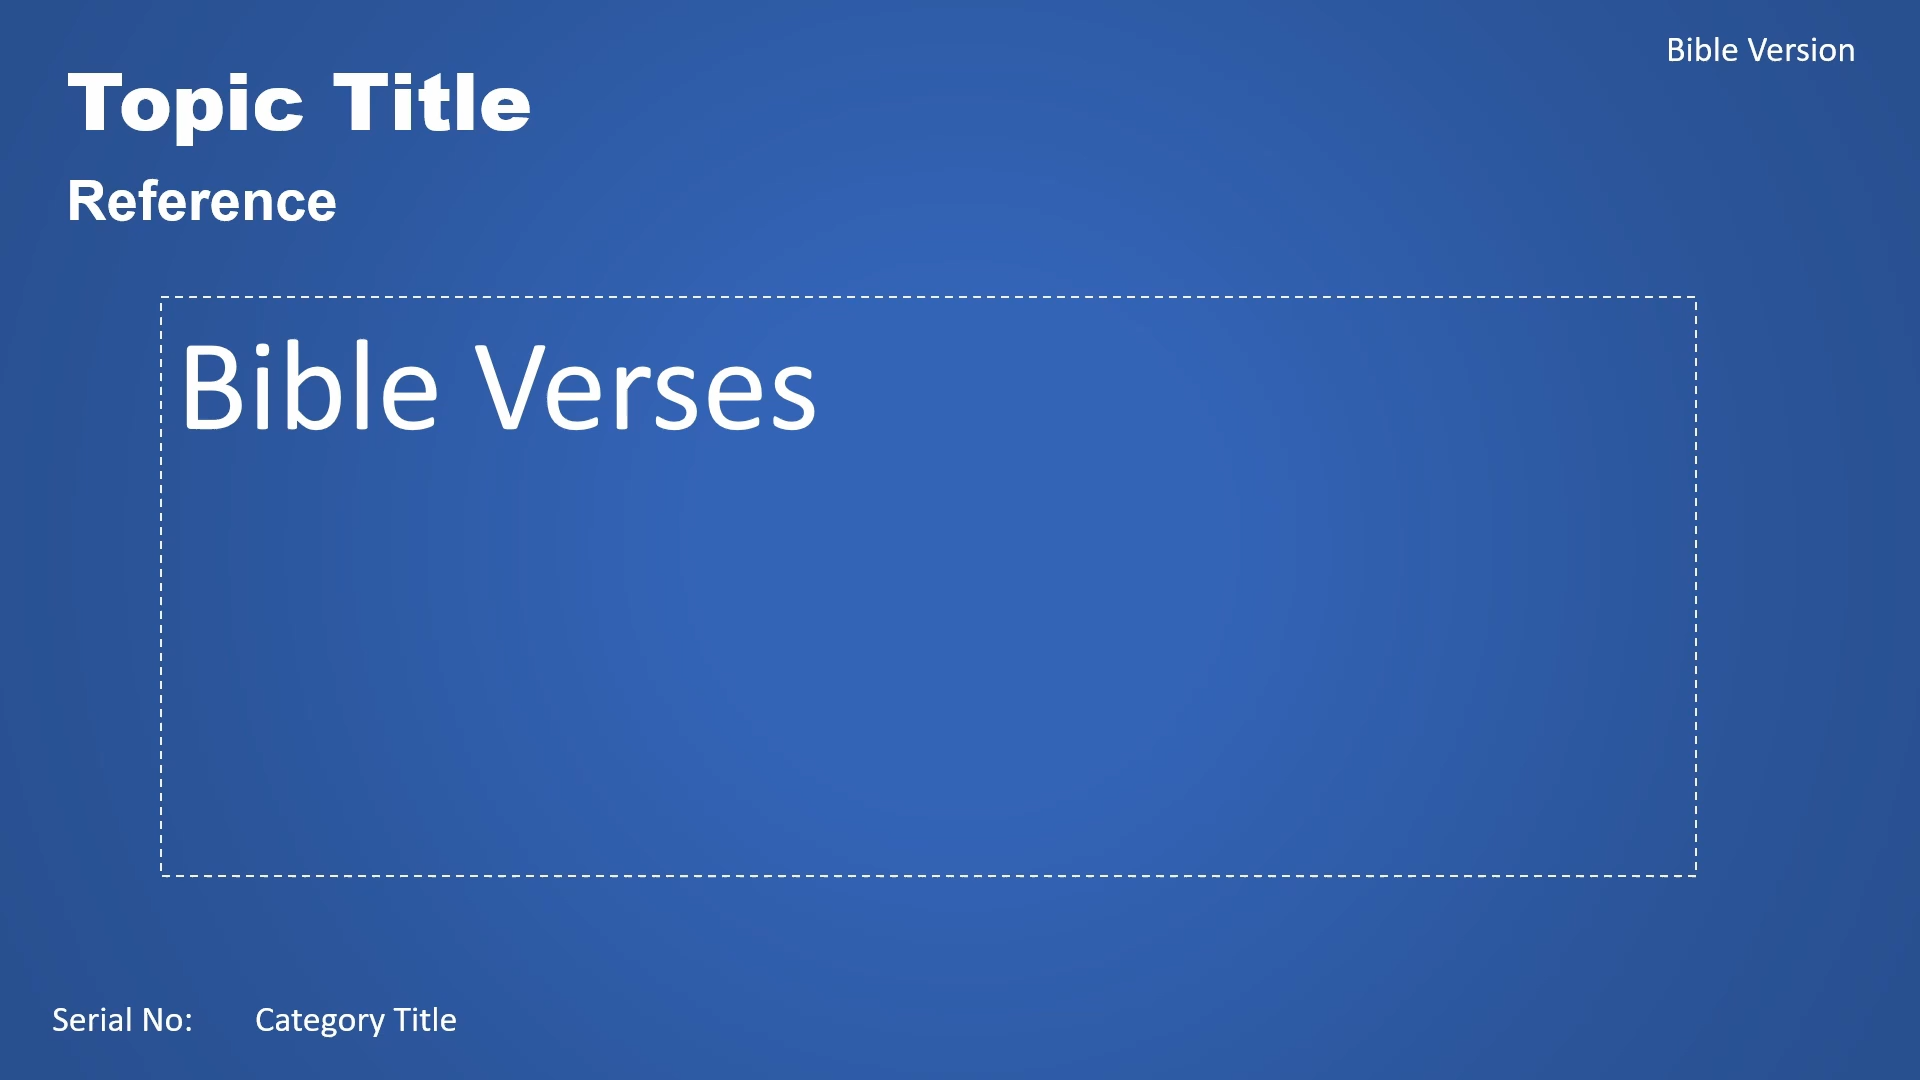 Bible Version
Topic Title
Reference
Bible Verses
Serial No: Category Title